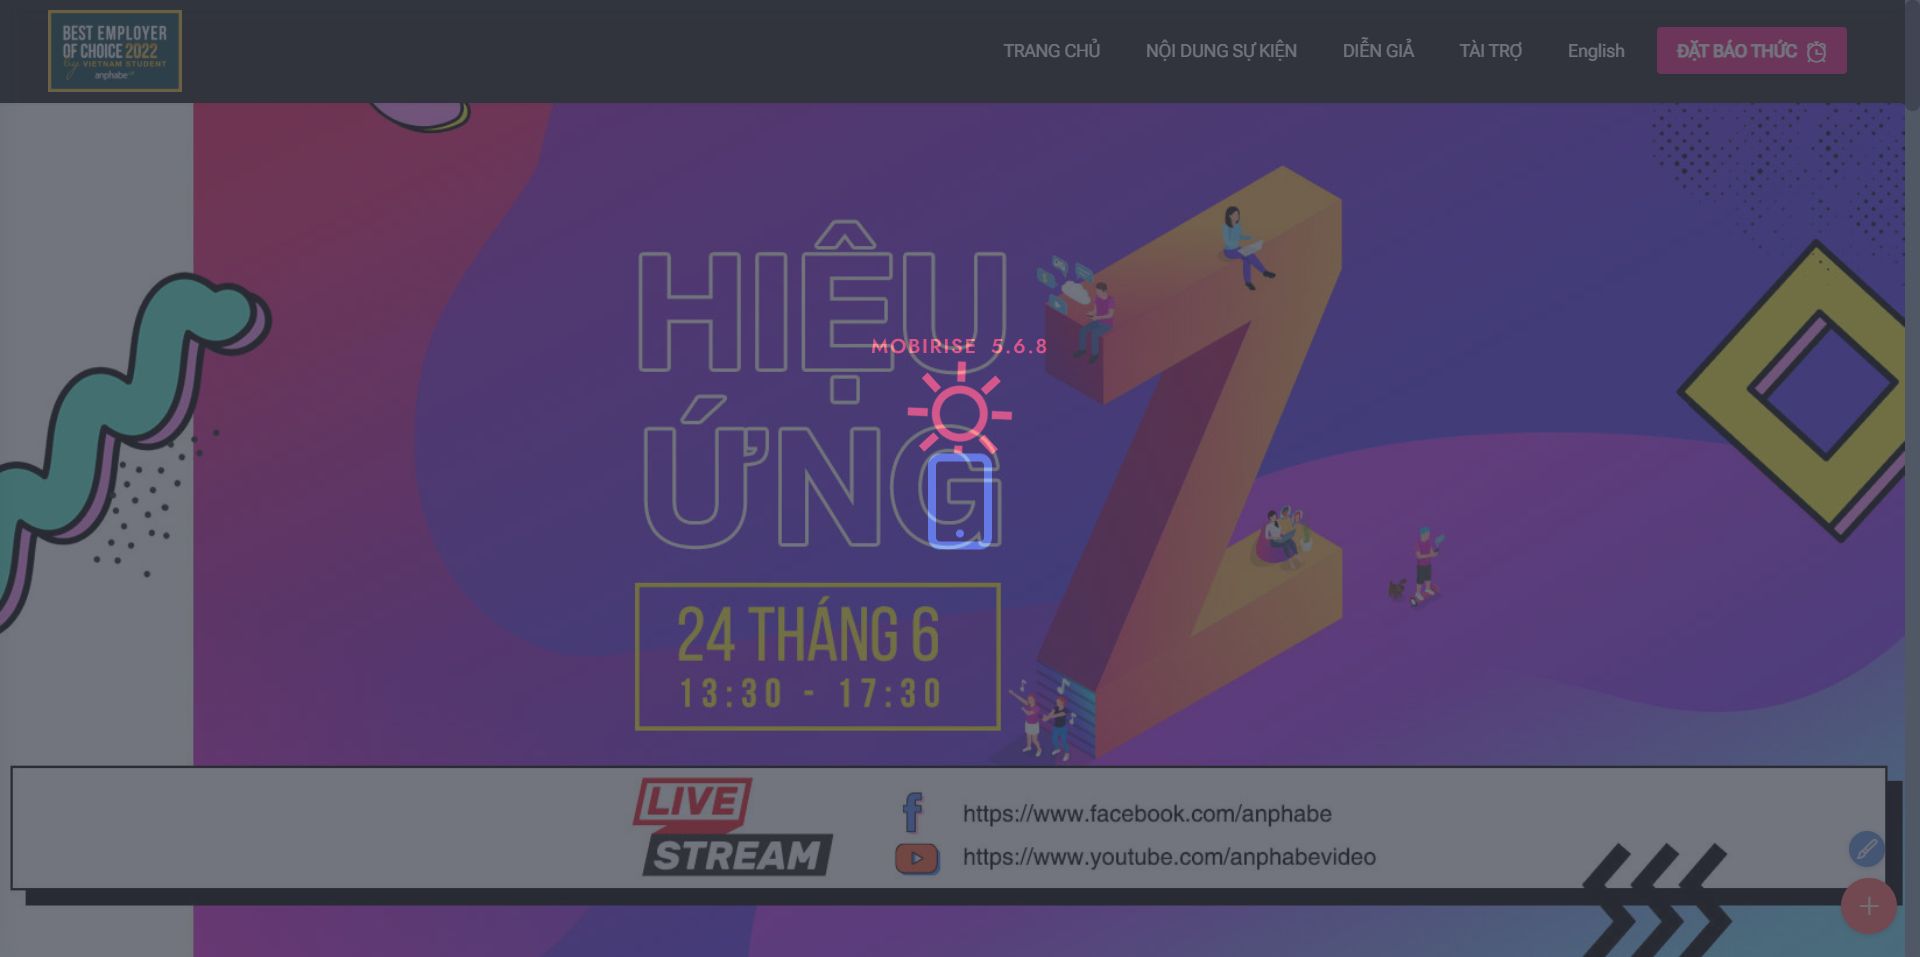 BEST EMPLOYER
OF CHOICE 2022
by VIETNAM STUDENT
anphabe
TRANG CHỦ
NỘI DUNG SỰ KIỆN
DIỄN GIẢ
TÀI TRỢ
English
ĐẶT BÁO THỨC
HIỆU
MOBIRISE 5.6.8
ỨNG
Z
24 THÁNG 6
13:30 - 17:30
LIVE
STREAM
https://www.facebook.com/anphabe
https://www.youtube.com/anphabevideo